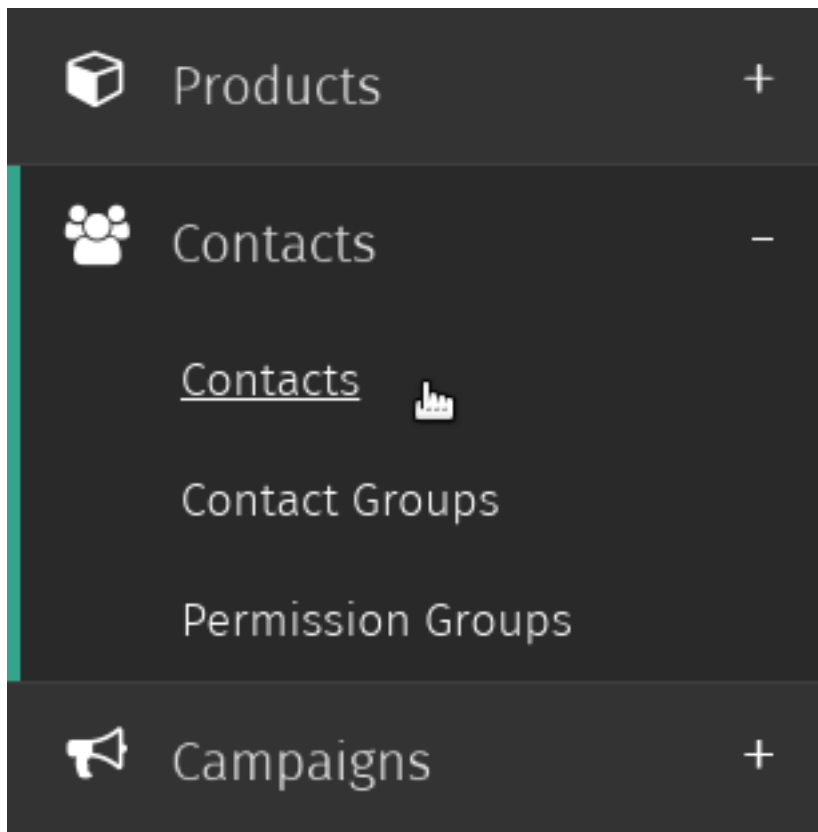 Products +
Contacts −
Contacts
Contact Groups
Permission Groups
Campaigns +